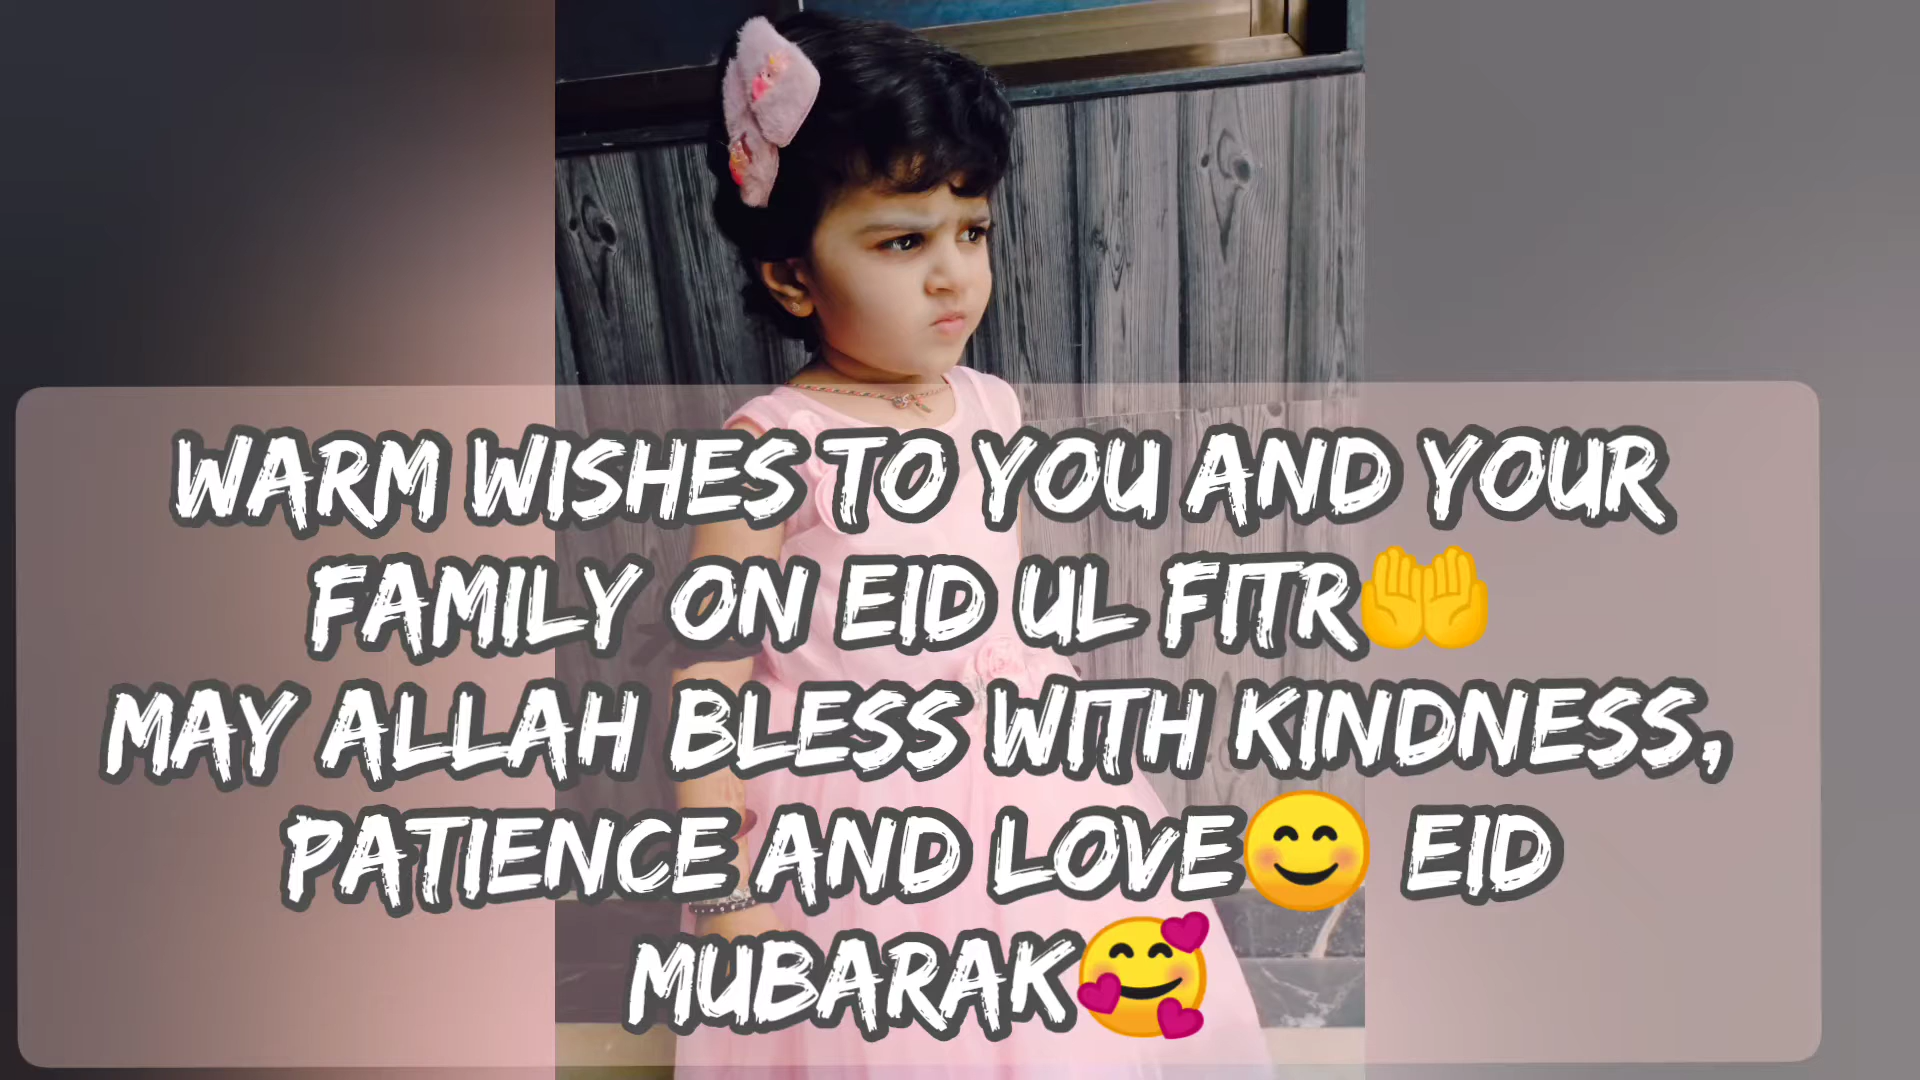 WARM WISHES TO YOU AND YOUR
FAMILY ON EID UL FITR🤲
MAY ALLAH BLESS WITH KINDNESS,
PATIENCE AND LOVE😊 EID
MUBARAK🥰